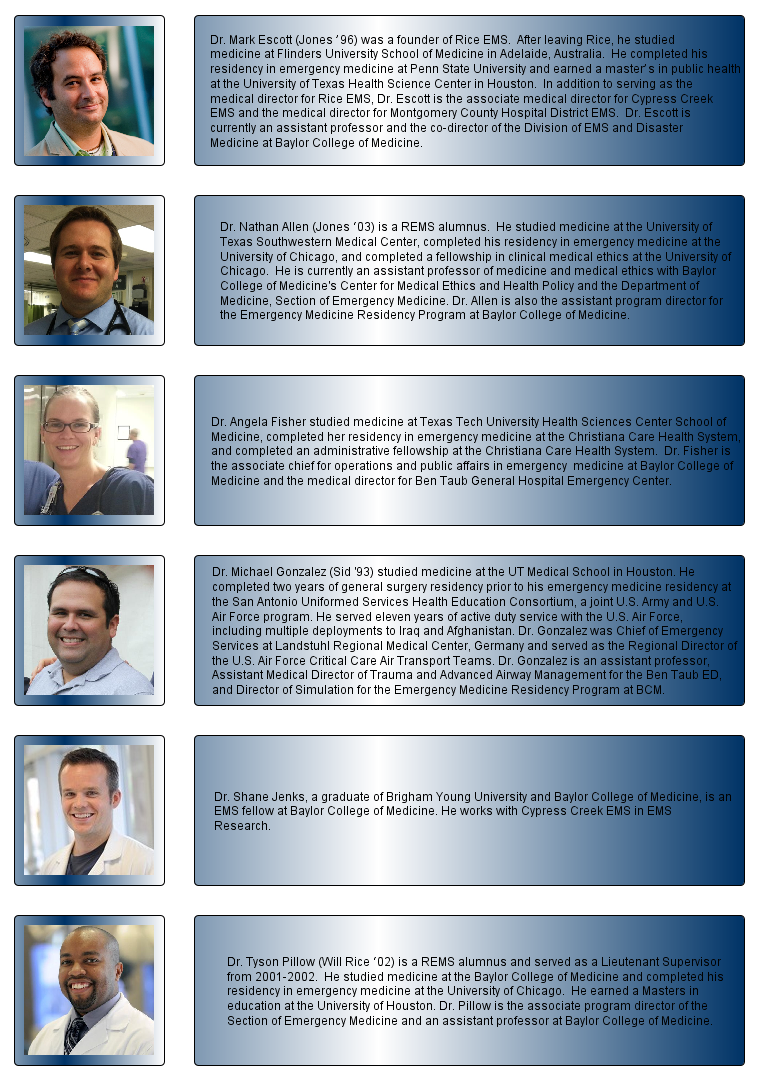 Dr. Mark Escott (Jones ’96) was a founder of Rice EMS.  After leaving Rice, he studied
medicine at Flinders University School of Medicine in Adelaide, Australia.  He completed his
residency in emergency medicine at Penn State University and earned a master’s in public health
at the University of Texas Health Science Center in Houston.  In addition to serving as the
medical director for Rice EMS, Dr. Escott is the associate medical director for Cypress Creek
EMS and the medical director for Montgomery County Hospital District EMS.  Dr. Escott is
currently an assistant professor and the co-director of the Division of EMS and Disaster
Medicine at Baylor College of Medicine.
Dr. Nathan Allen (Jones ‘03) is a REMS alumnus.  He studied medicine at the University of
Texas Southwestern Medical Center, completed his residency in emergency medicine at the
University of Chicago, and completed a fellowship in clinical medical ethics at the University of
Chicago.  He is currently an assistant professor of medicine and medical ethics with Baylor
College of Medicine's Center for Medical Ethics and Health Policy and the Department of
Medicine, Section of Emergency Medicine. Dr. Allen is also the assistant program director for
the Emergency Medicine Residency Program at Baylor College of Medicine.
Dr. Angela Fisher studied medicine at Texas Tech University Health Sciences Center School of
Medicine, completed her residency in emergency medicine at the Christiana Care Health System,
and completed an administrative fellowship at the Christiana Care Health System.  Dr. Fisher is
the associate chief for operations and public affairs in emergency  medicine at Baylor College of
Medicine and the medical director for Ben Taub General Hospital Emergency Center.
Dr. Michael Gonzalez (Sid '93) studied medicine at the UT Medical School in Houston. He
completed two years of general surgery residency prior to his emergency medicine residency at
the San Antonio Uniformed Services Health Education Consortium, a joint U.S. Army and U.S.
Air Force program. He served eleven years of active duty service with the U.S. Air Force,
including multiple deployments to Iraq and Afghanistan. Dr. Gonzalez was Chief of Emergency
Services at Landstuhl Regional Medical Center, Germany and served as the Regional Director of
the U.S. Air Force Critical Care Air Transport Teams. Dr. Gonzalez is an assistant professor,
Assistant Medical Director of Trauma and Advanced Airway Management for the Ben Taub ED,
and Director of Simulation for the Emergency Medicine Residency Program at BCM.
Dr. Shane Jenks, a graduate of Brigham Young University and Baylor College of Medicine, is an
EMS fellow at Baylor College of Medicine. He works with Cypress Creek EMS in EMS
Research.
Dr. Tyson Pillow (Will Rice ‘02) is a REMS alumnus and served as a Lieutenant Supervisor
from 2001-2002.  He studied medicine at the Baylor College of Medicine and completed his
residency in emergency medicine at the University of Chicago.  He earned a Masters in
education at the University of Houston. Dr. Pillow is the associate program director of the
Section of Emergency Medicine and an assistant professor at Baylor College of Medicine.